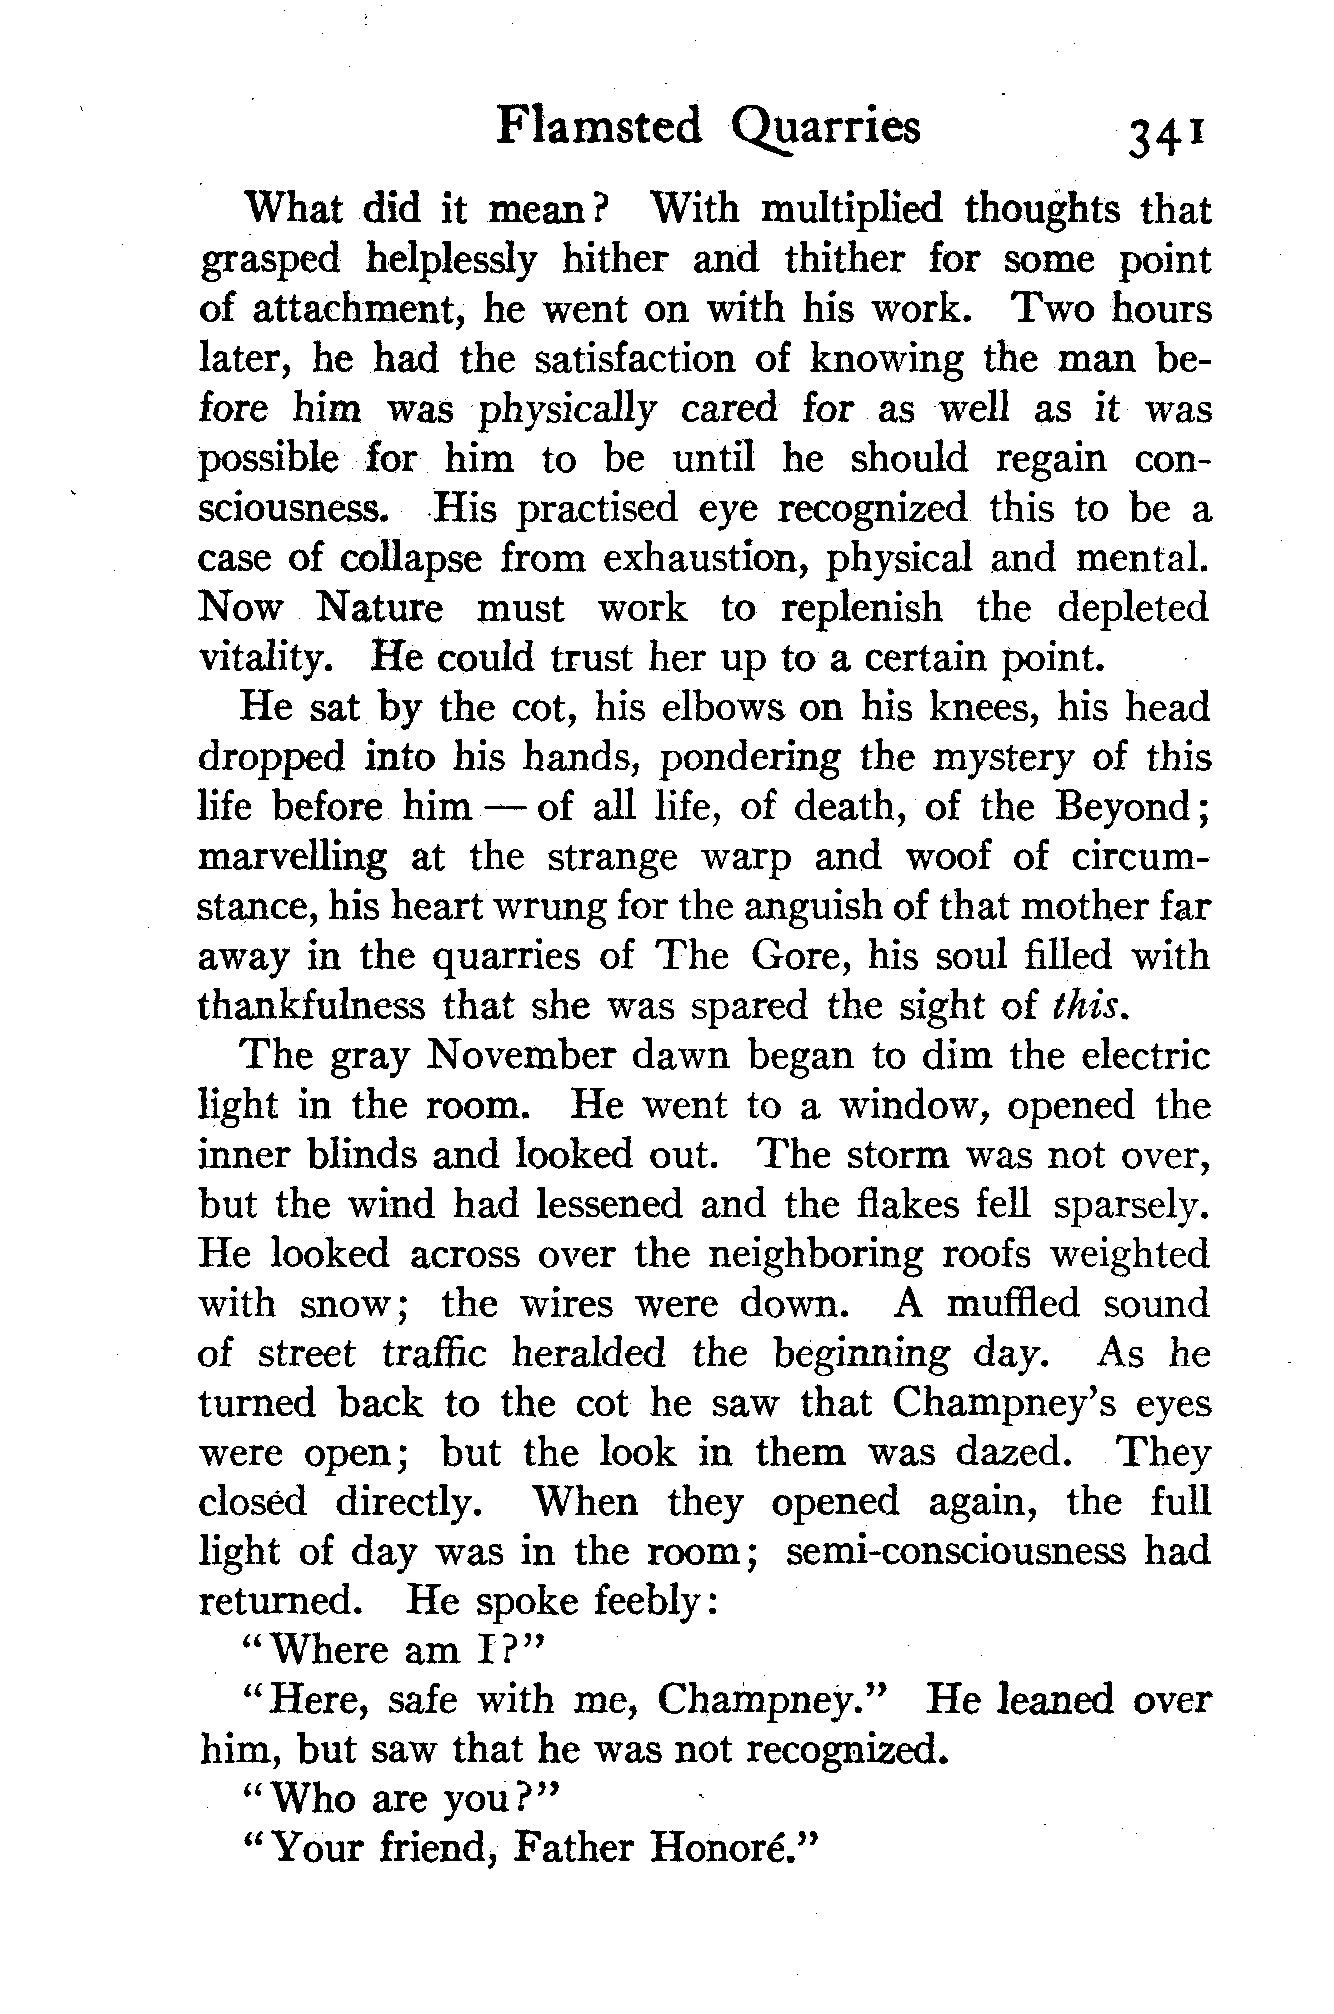 Flamsted Quarries 341
What did it mean? With multiplied thoughts that
grasped helplessly hither and thither for some point
of attachment, he went on with his work. Two hours
later, he had the satisfaction of knowing the man be-
fore him was physically cared for as well as it was
possible for him to be until he should regain con-
sciousness. His practised eye recognized this to be a
case of collapse from exhaustion, physical and mental.
Now Nature must work to replenish the depleted
vitality. He could trust her up to a certain point.
He sat by the cot, his elbows on his knees, his head
dropped into his hands, pondering the mystery of this
life before him — of all life, of death, of the Beyond;
marvelling at the strange warp and woof of circum-
stance, his heart wrung for the anguish of that mother far
away in the quarries of The Gore, his soul filled with
thankfulness that she was spared the sight of this.
The gray November dawn began to dim the electric
light in the room. He went to a window, opened the
inner blinds and looked out. The storm was not over,
but the wind had lessened and the flakes fell sparsely.
He looked across over the neighboring roofs weighted
with snow; the wires were down. A muffled sound
of street traffic heralded the beginning day. As he
turned back to the cot he saw that Champney's eyes
were open; but the look in them was dazed. They
closed directly. When they opened again, the full
light of day was in the room; semi-consciousness had
returned. He spoke feebly:
"Where am I?"
"Here, safe with me, Champney." He leaned over
him, but saw that he was not recognized.
"Who are you?"
"Your friend, Father Honoré."